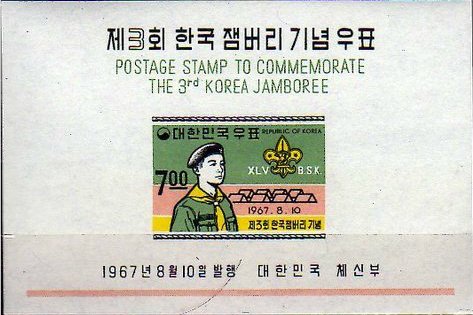 제3회 한국 잼버리 기념 우표
POSTAGE STAMP TO COMMEMORATE
THE 3rd KOREA JAMBOREE
대한민국우표 REPUBLIC OF KOREA
7.00
XLV B.S.K.
1967. 8. 10
제3회 한국잼버리 기념
1967년 8월 10일 발행 대한민국 체신부